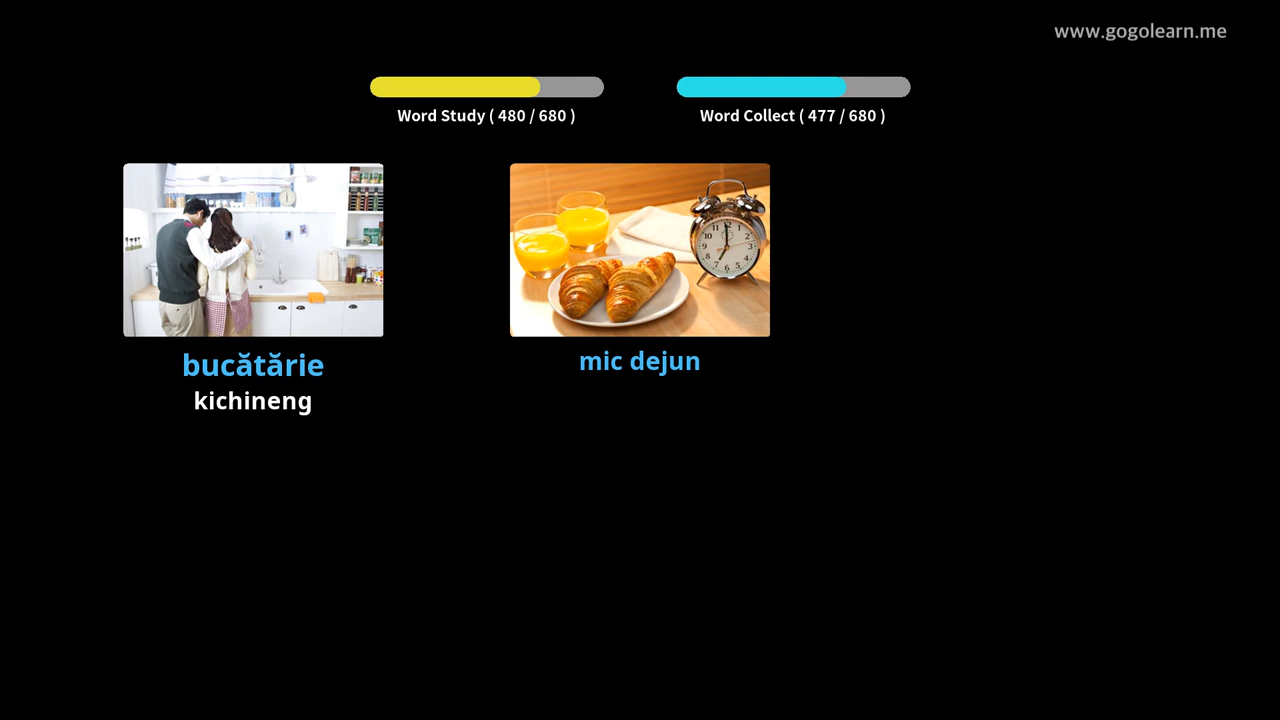 www.gogolearn.me
Word Study ( 480 / 680 )
Word Collect ( 477 / 680 )
bucătărie
kichineng
mic dejun